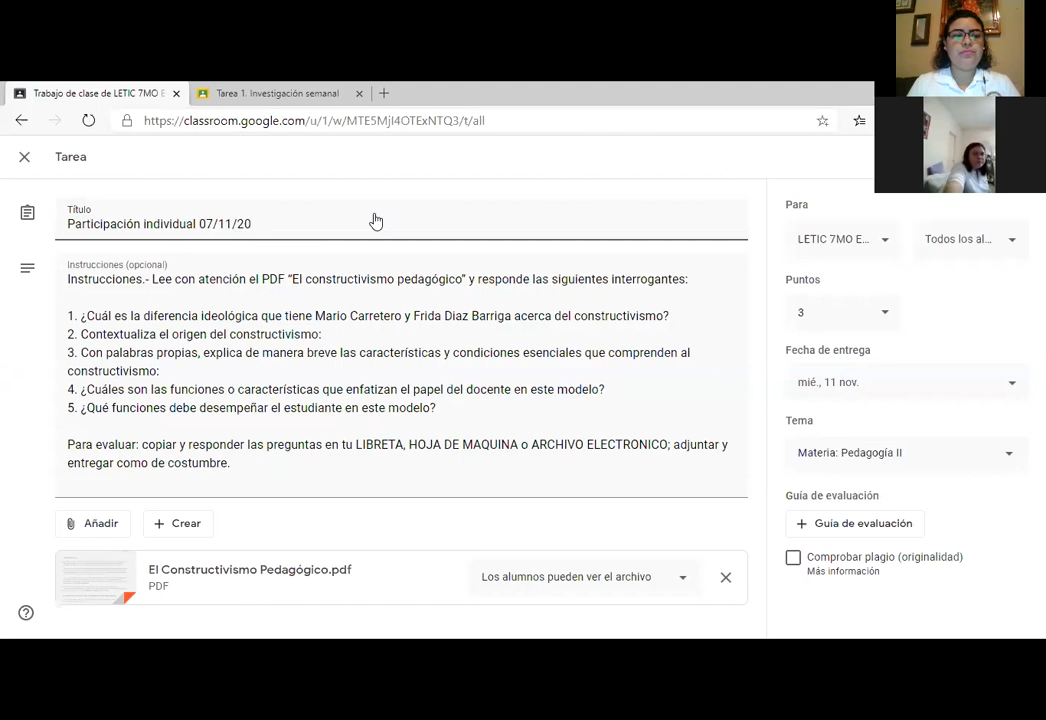 Trabajo de clase de LETIC 7MO E
Tarea 1. Investigación semanal
https://classroom.google.com/u/1/w/MTE5MjI4OTExNTQ3/t/all
Tarea
Título
Participación individual 07/11/20
Instrucciones (opcional)
Instrucciones.- Lee con atención el PDF “El constructivismo pedagógico” y responde las siguientes interrogantes:
1. ¿Cuál es la diferencia ideológica que tiene Mario Carretero y Frida Diaz Barriga acerca del constructivismo?
2. Contextualiza el origen del constructivismo:
3. Con palabras propias, explica de manera breve las características y condiciones esenciales que comprenden al
constructivismo:
4. ¿Cuáles son las funciones o características que enfatizan el papel del docente en este modelo?
5. ¿Qué funciones debe desempeñar el estudiante en este modelo?
Para evaluar: copiar y responder las preguntas en tu LIBRETA, HOJA DE MAQUINA o ARCHIVO ELECTRONICO; adjuntar y
entregar como de costumbre.
Añadir
Crear
El Constructivismo Pedagógico.pdf
PDF
Los alumnos pueden ver el archivo
Para
LETIC 7MO E...
Todos los al...
Puntos
3
Fecha de entrega
mié., 11 nov.
Tema
Materia: Pedagogía II
Guía de evaluación
Guía de evaluación
Comprobar plagio (originalidad)
Más información